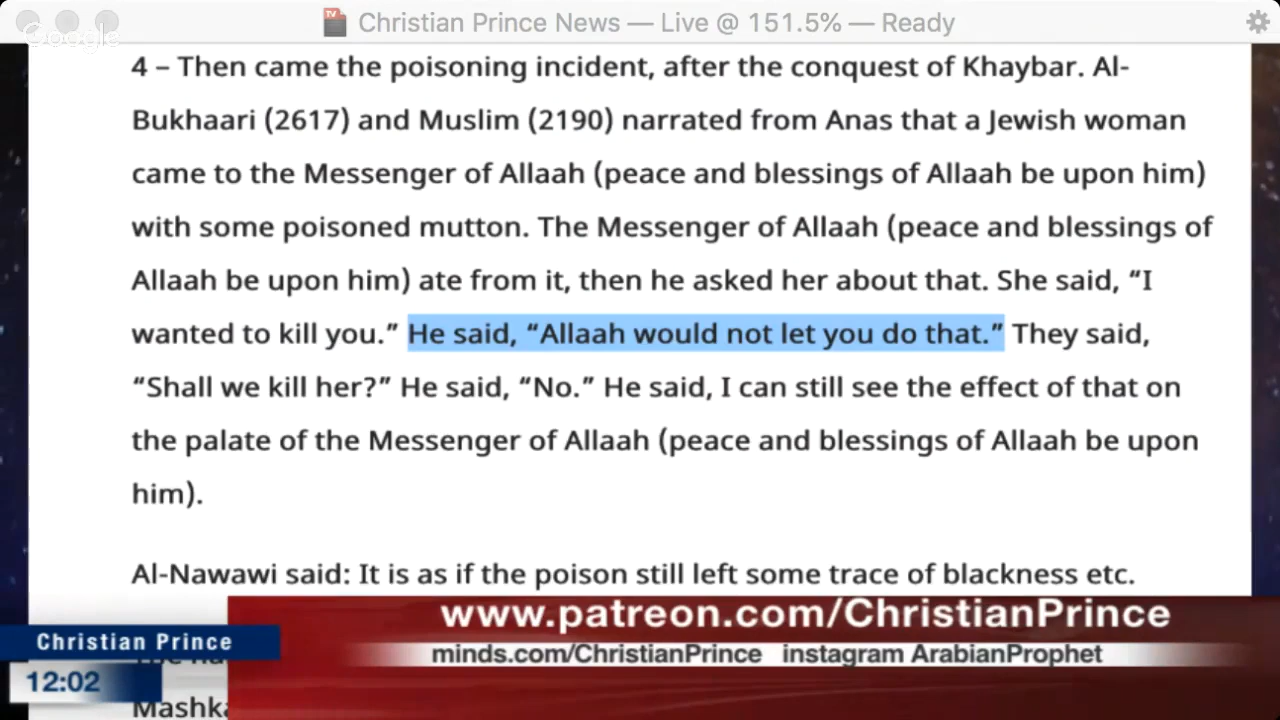 Christian Prince News — Live @ 151.5% — Ready
Google
4 – Then came the poisoning incident, after the conquest of Khaybar. Al-
Bukhaari (2617) and Muslim (2190) narrated from Anas that a Jewish woman
came to the Messenger of Allaah (peace and blessings of Allaah be upon him)
with some poisoned mutton. The Messenger of Allaah (peace and blessings of
Allaah be upon him) ate from it, then he asked her about that. She said, “I
wanted to kill you.” He said, “Allaah would not let you do that.” They said,
“Shall we kill her?” He said, “No.” He said, I can still see the effect of that on
the palate of the Messenger of Allaah (peace and blessings of Allaah be upon
him).
Al-Nawawi said: It is as if the poison still left some trace of blackness etc.
www.patreon.com/ChristianPrince
Christian Prince
minds.com/ChristianPrince instagram ArabianProphet
12:02